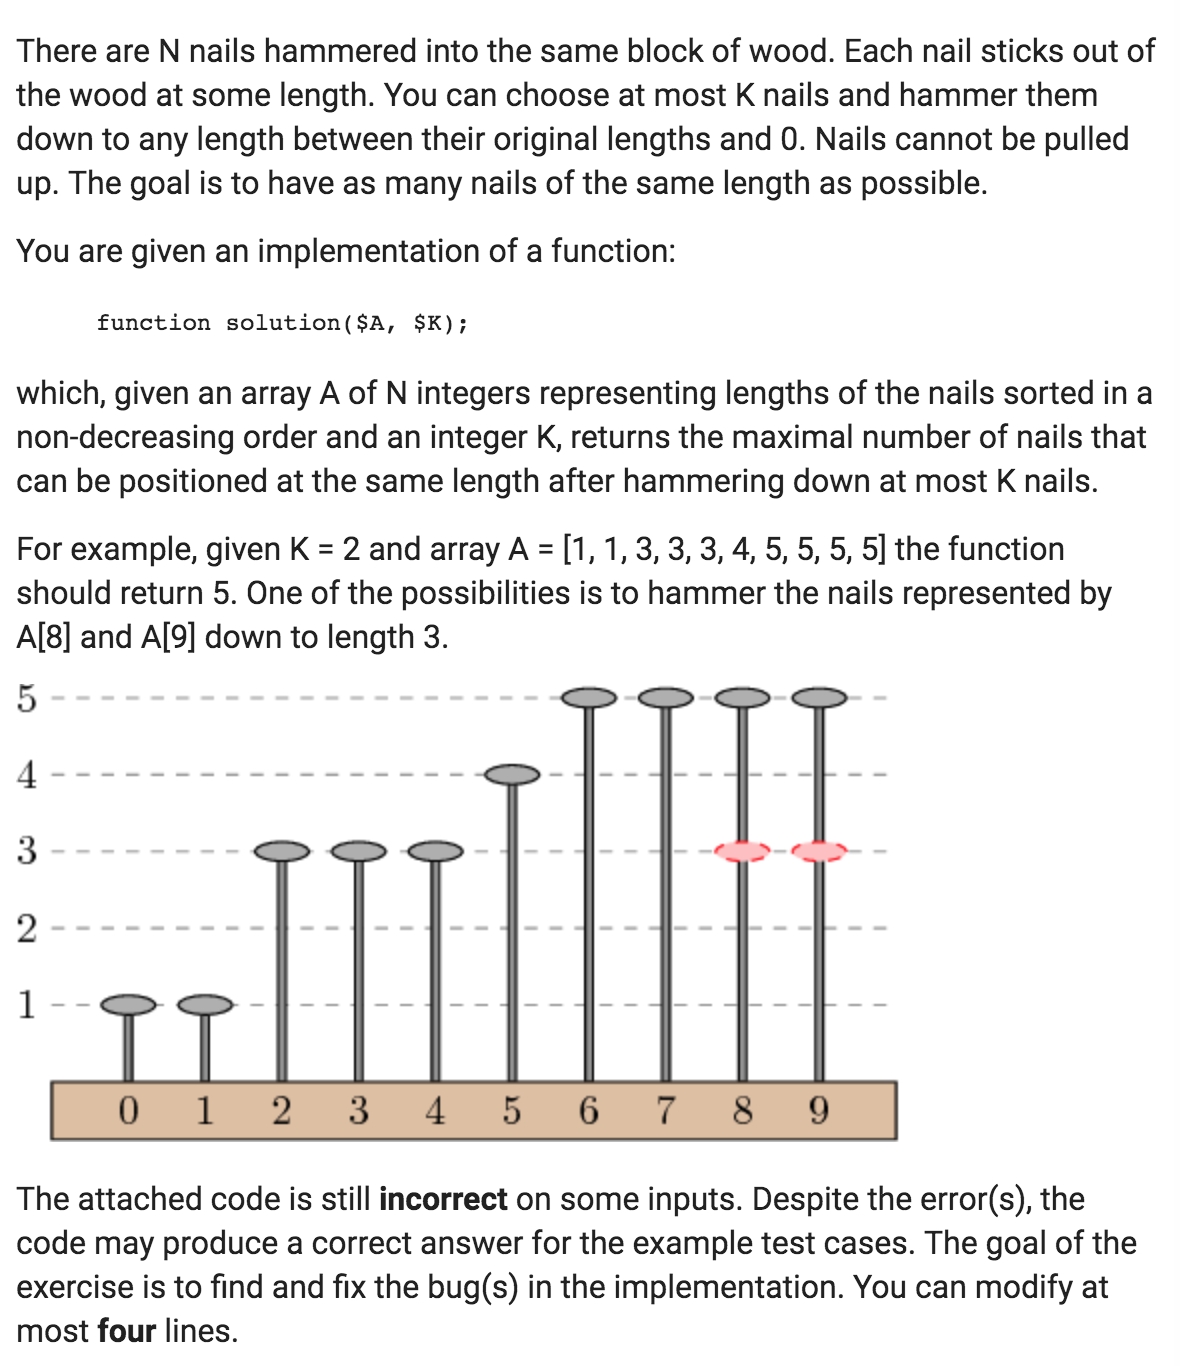 There are N nails hammered into the same block of wood. Each nail sticks out of
the wood at some length. You can choose at most K nails and hammer them
down to any length between their original lengths and 0. Nails cannot be pulled
up. The goal is to have as many nails of the same length as possible.
You are given an implementation of a function:
function solution($A, $K);
which, given an array A of N integers representing lengths of the nails sorted in a
non-decreasing order and an integer K, returns the maximal number of nails that
can be positioned at the same length after hammering down at most K nails.
For example, given K = 2 and array A = [1, 1, 3, 3, 3, 4, 5, 5, 5, 5] the function
should return 5. One of the possibilities is to hammer the nails represented by
A[8] and A[9] down to length 3.
5
4
3
2
1
0 1 2 3 4 5 6 7 8 9
The attached code is still incorrect on some inputs. Despite the error(s), the
code may produce a correct answer for the example test cases. The goal of the
exercise is to find and fix the bug(s) in the implementation. You can modify at
most four lines.